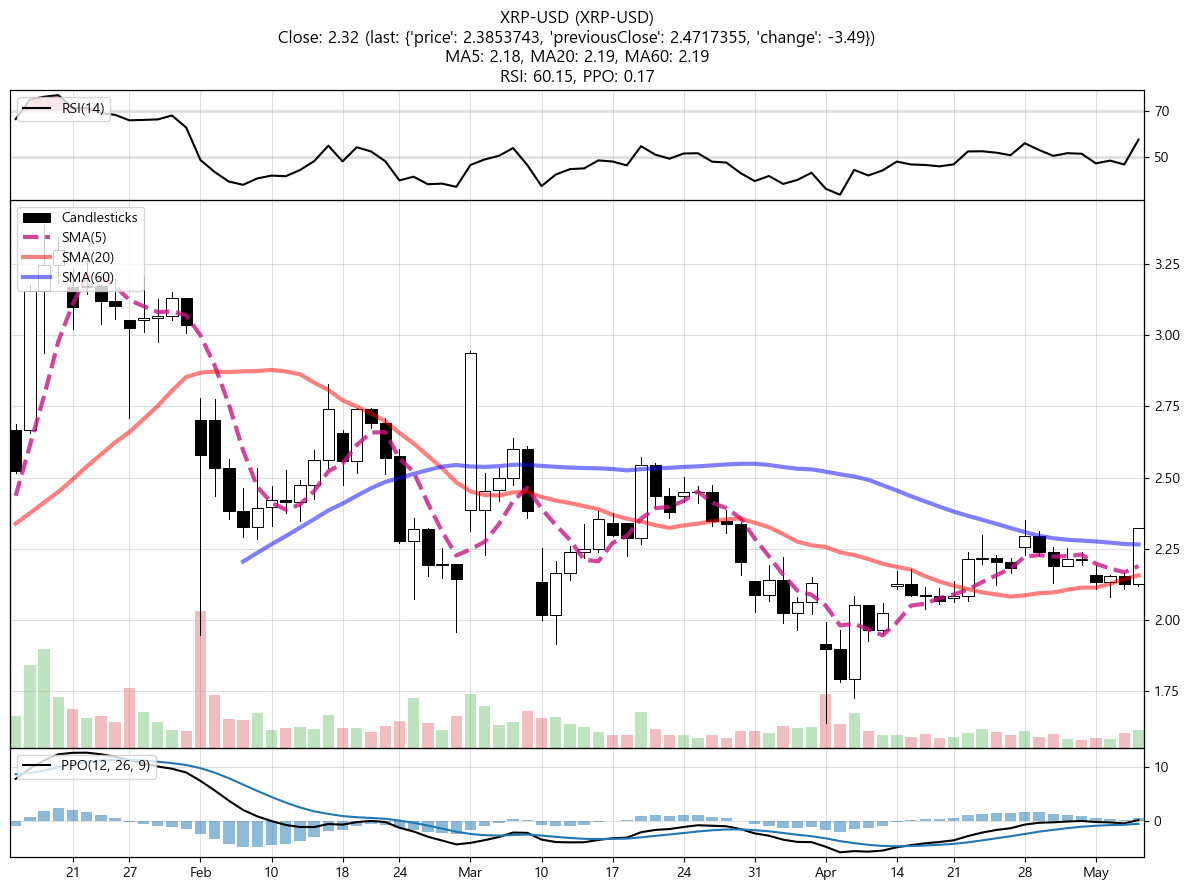 XRP-USD (XRP-USD)
Close: 2.32 (last: {'price': 2.3853743, 'previousClose': 2.4717355, 'change': -3.49})
MA5: 2.18, MA20: 2.19, MA60: 2.19
RSI: 60.15, PPO: 0.17
RSI(14)
70
50
Candlesticks
SMA(5)
SMA(20)
SMA(60)
3.25
3.00
2.75
2.50
2.25
2.00
1.75
PPO(12, 26, 9)
10
0
21 27 Feb 10 18 24 Mar 10 17 24 31 Apr 14 21 28 May